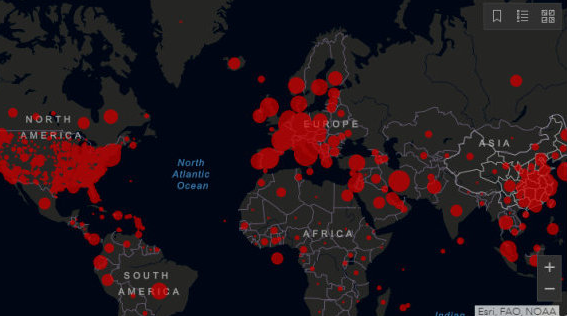 NORTH
AMERICA
EUROPE
ASIA
North
Atlantic
Ocean
AFRICA
SOUTH
AMERICA
Indian
Esri, FAO, NOAA